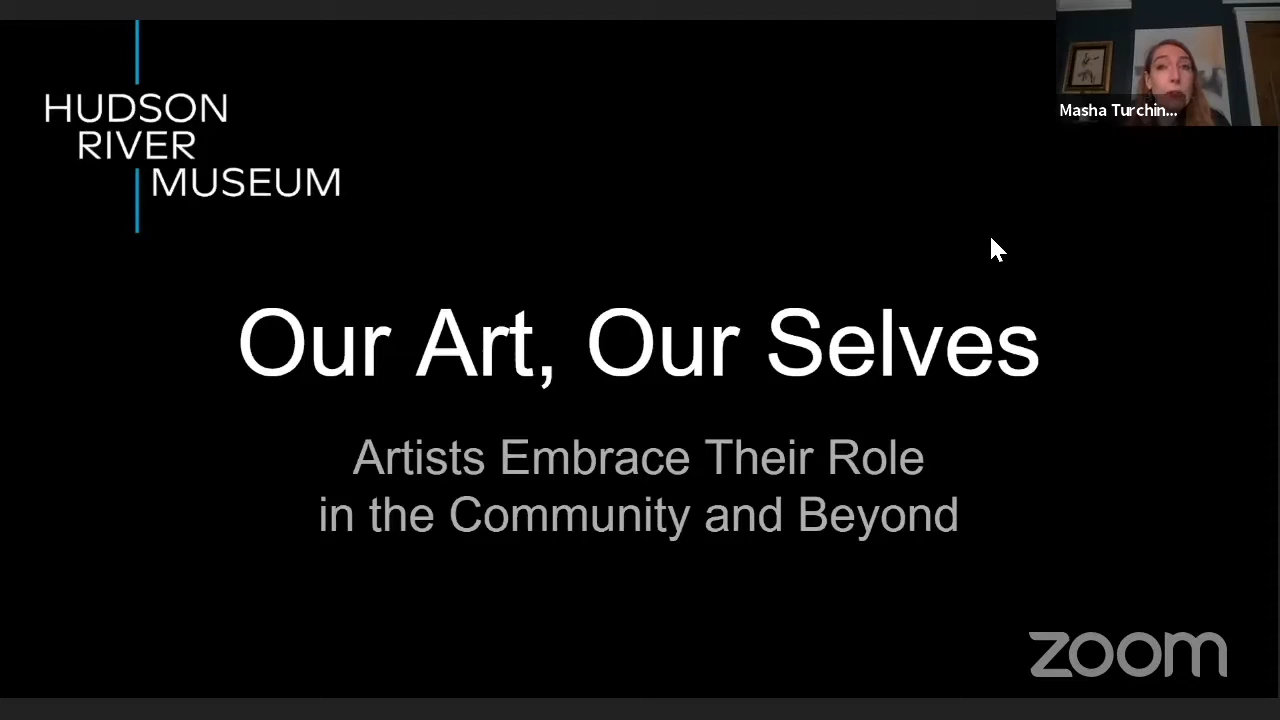 HUDSON
RIVER
MUSEUM
Masha Turchin...
Our Art, Our Selves
Artists Embrace Their Role
in the Community and Beyond
zoom